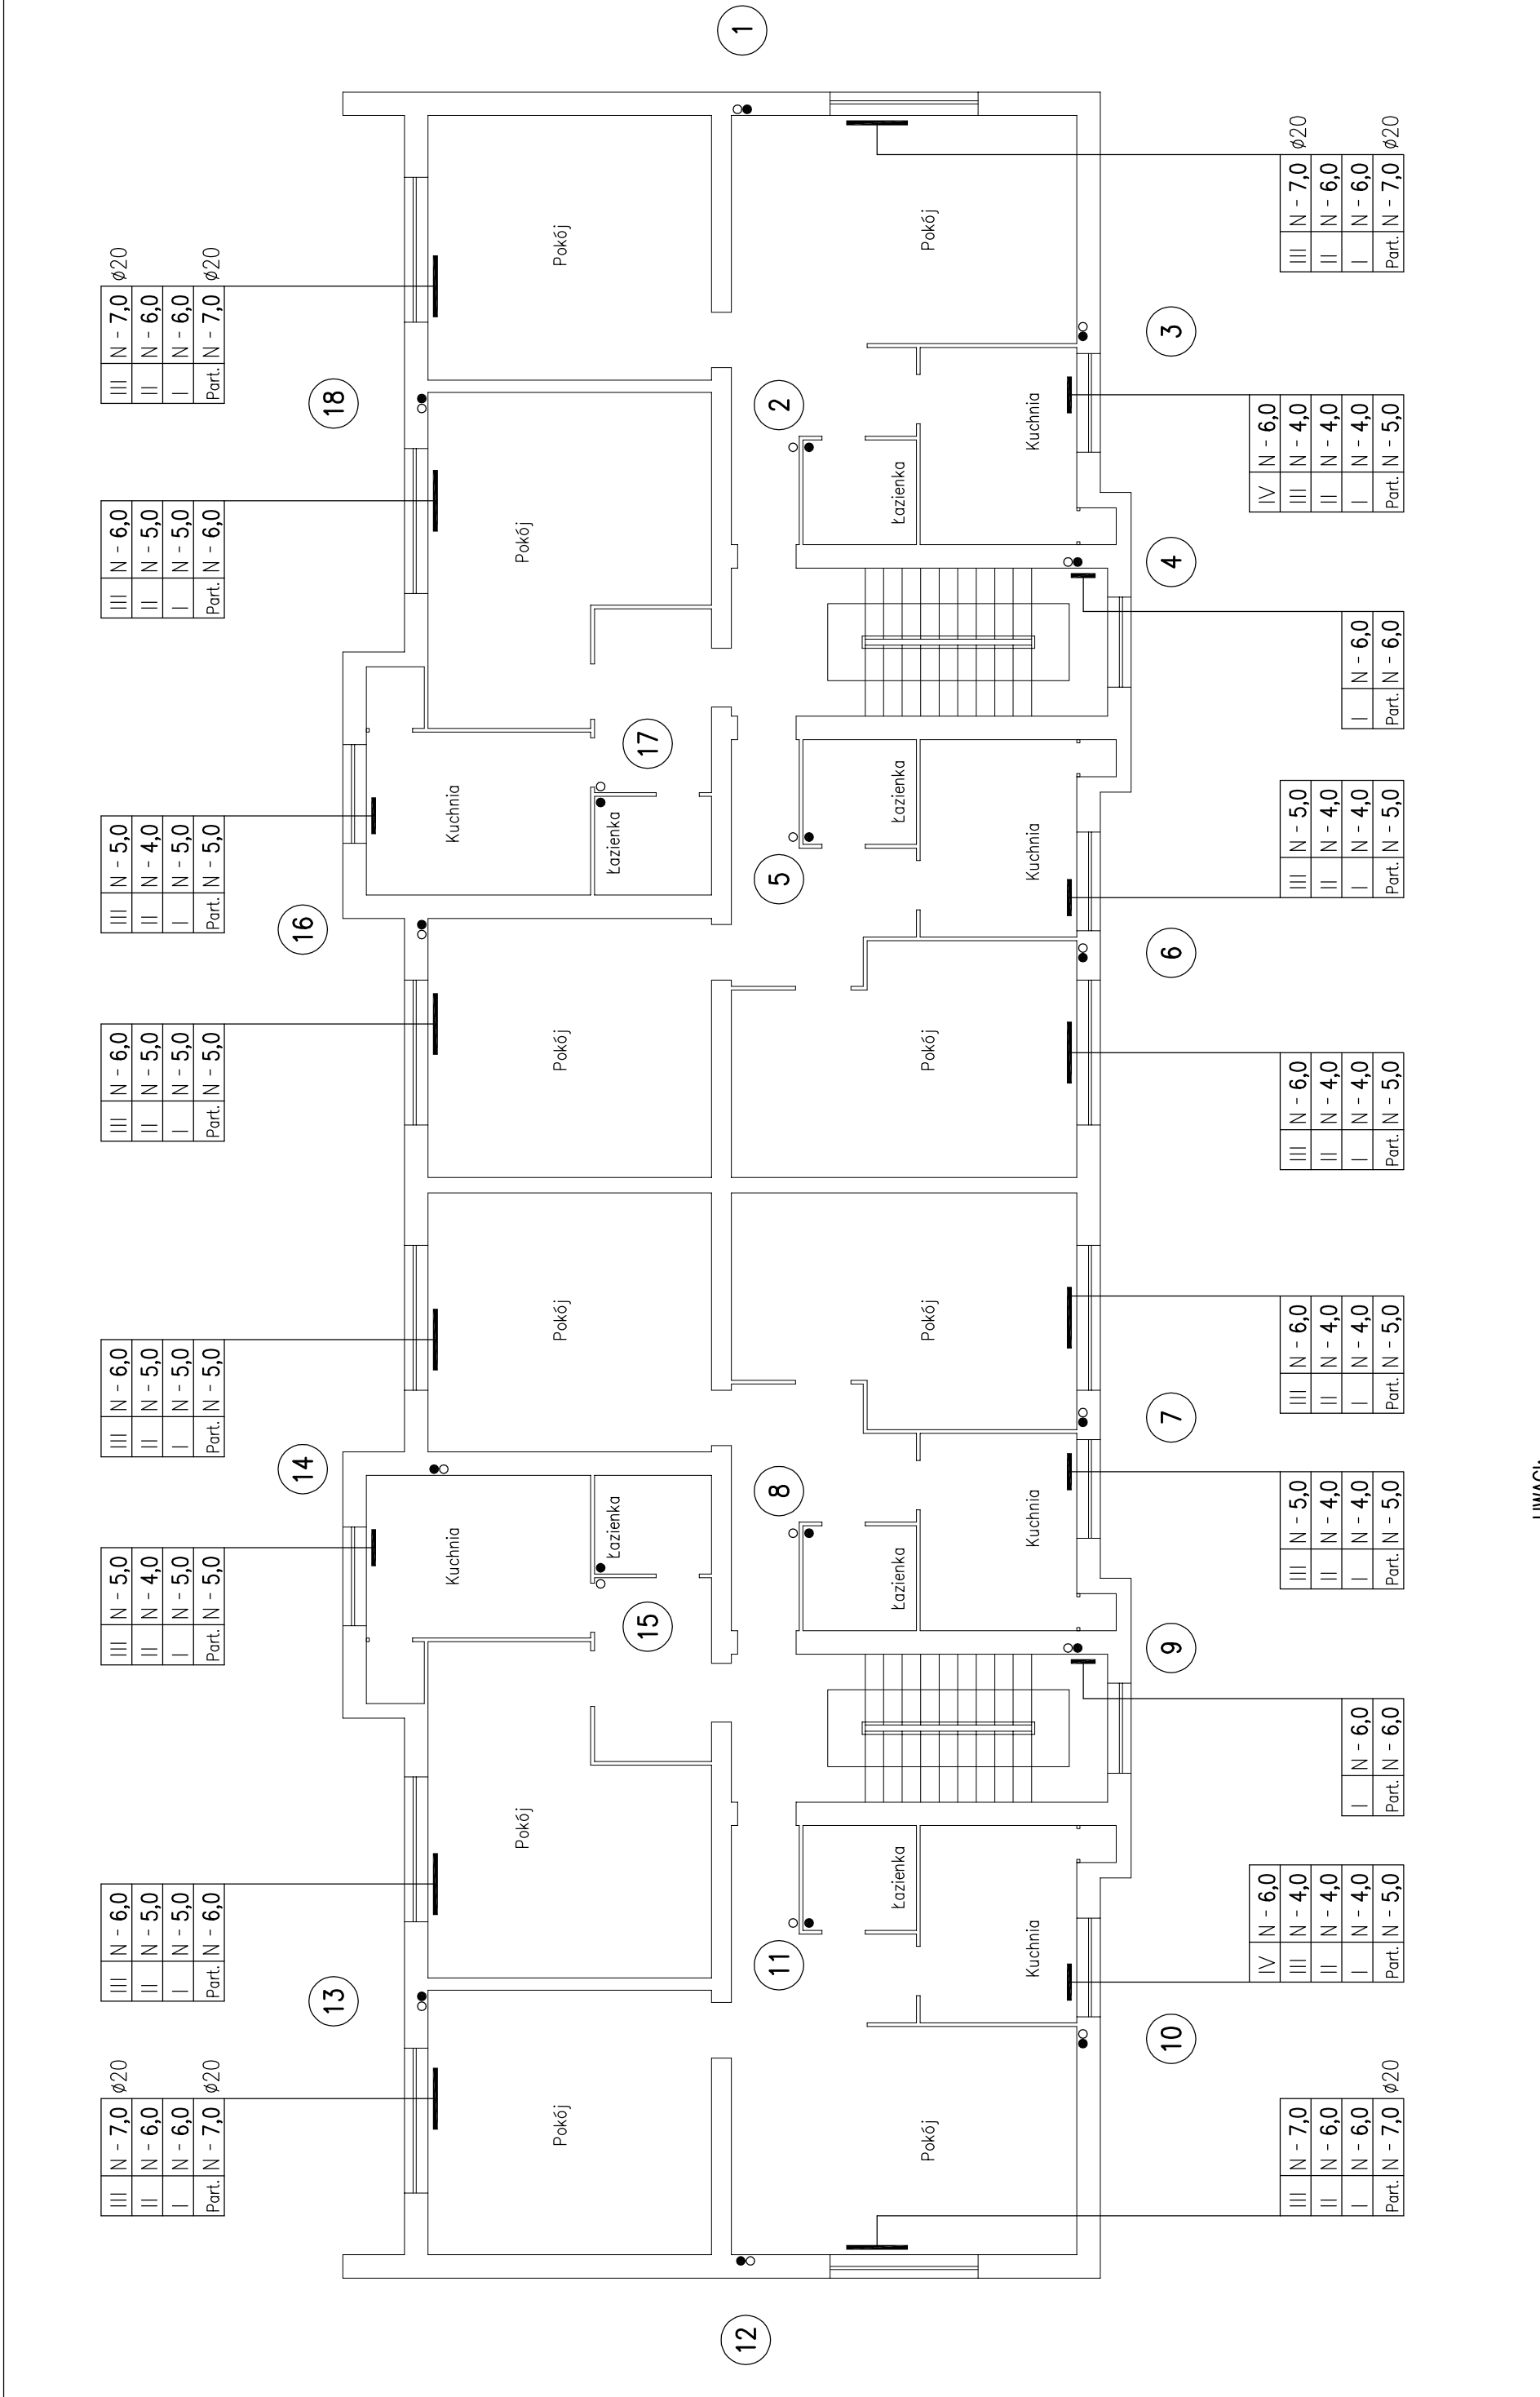 III N - 7,0 ø20
II N - 6,0
I N - 6,0
Part. N - 7,0 ø20
III N - 6,0
II N - 5,0
I N - 5,0
Part. N - 6,0
III N - 5,0
II N - 4,0
I N - 5,0
Part. N - 5,0
III N - 6,0
II N - 5,0
I N - 5,0
Part. N - 5,0
III N - 6,0
II N - 5,0
I N - 5,0
Part. N - 5,0
III N - 5,0
II N - 4,0
I N - 5,0
Part. N - 5,0
III N - 6,0
II N - 5,0
I N - 5,0
Part. N - 6,0
III N - 7,0 ø20
II N - 6,0
I N - 6,0
Part. N - 7,0 ø20
13
14
16
18
Kuchnia
Kuchnia
Pokój
Pokój
Pokój
Pokój
Pokój
Pokój
Łazienka
Łazienka
15
17
12
1
11
8
5
2
Łazienka
Łazienka
Łazienka
Łazienka
Pokój
Pokój
Pokój
Pokój
Kuchnia
Kuchnia
Kuchnia
Kuchnia
10
9
7
6
4
3
III N - 7,0
II N - 6,0
I N - 6,0
Part. N - 7,0 ø20
IV N - 6,0
III N - 4,0
II N - 4,0
I N - 4,0
Part. N - 5,0
I N - 6,0
Part. N - 6,0
III N - 5,0
II N - 4,0
I N - 4,0
Part. N - 5,0
III N - 6,0
II N - 4,0
I N - 4,0
Part. N - 5,0
III N - 6,0
II N - 4,0
I N - 4,0
Part. N - 5,0
III N - 5,0
II N - 4,0
I N - 4,0
Part. N - 5,0
I N - 6,0
Part. N - 6,0
IV N - 6,0
III N - 4,0
II N - 4,0
I N - 4,0
Part. N - 5,0
III N - 7,0 ø20
II N - 6,0
I N - 6,0
Part. N - 7,0 ø20